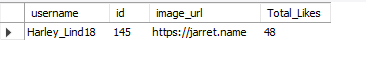 username id image_url Total_Likes
Harley_Lind18 145 https://jarret.name 48